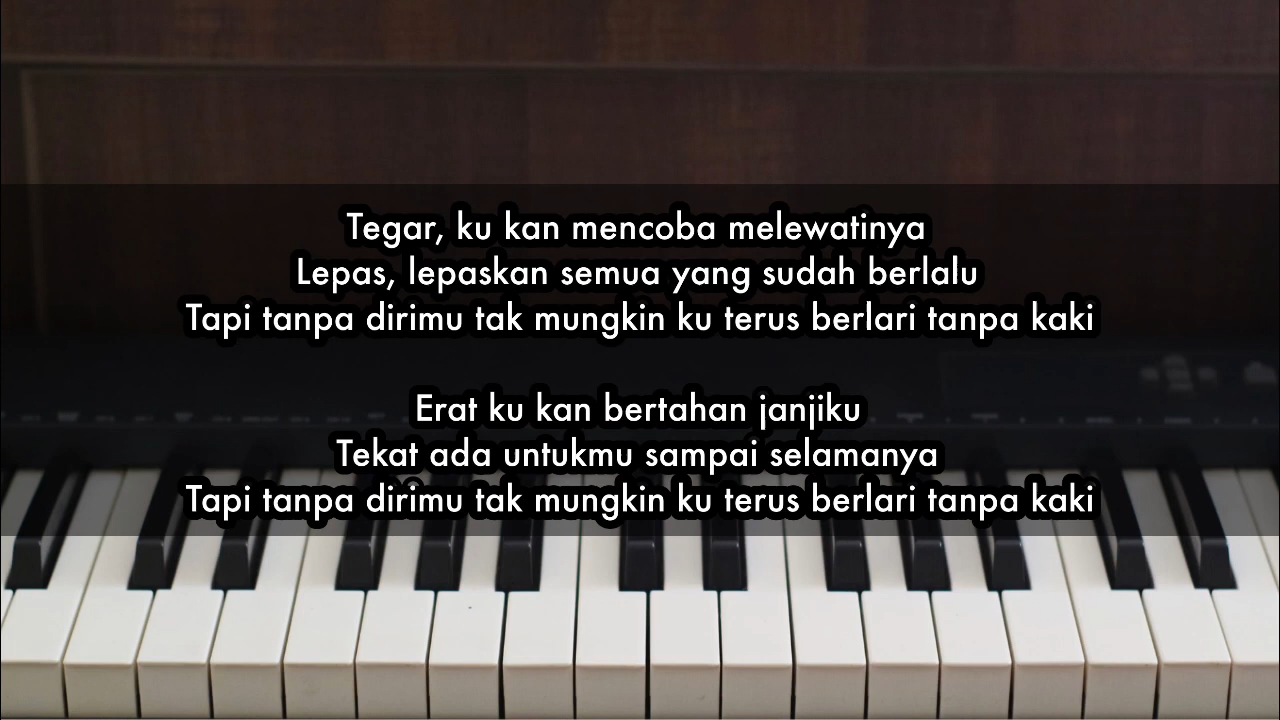 Tegar, ku kan mencoba melewatinya
Lepas, lepaskan semua yang sudah berlalu
Tapi tanpa dirimu tak mungkin ku terus berlari tanpa kaki
Erat ku kan bertahan janjiku
Tekat ada untukmu sampai selamanya
Tapi tanpa dirimu tak mungkin ku terus berlari tanpa kaki